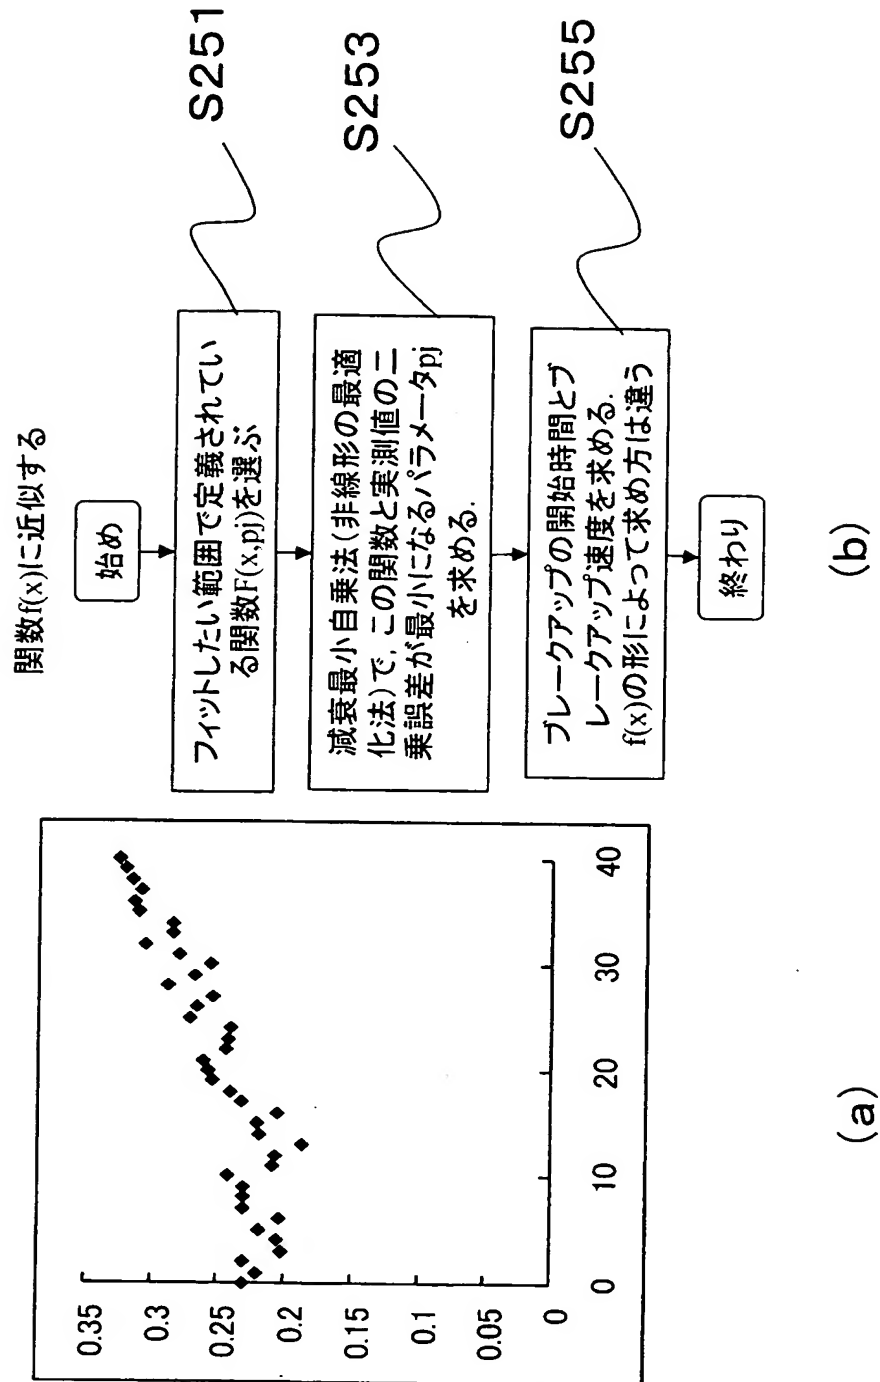 0.35
0.3
0.25
0.2
0.15
0.1
0.05
0
0
10
20
30
40
(a)
関数f(x)に近似する
始め
フィットしたい範囲で定義されてい
る関数F(x,pj)を選ぶ
S251
減衰最小自乗法(非線形の最適
化法)で,この関数と実測値の二
乗誤差が最小になるパラメータpj
を求める.
S253
ブレークアップの開始時間とブ
レークアップ速度を求める.
f(x)の形によって求め方は違う
S255
終わり
(b)